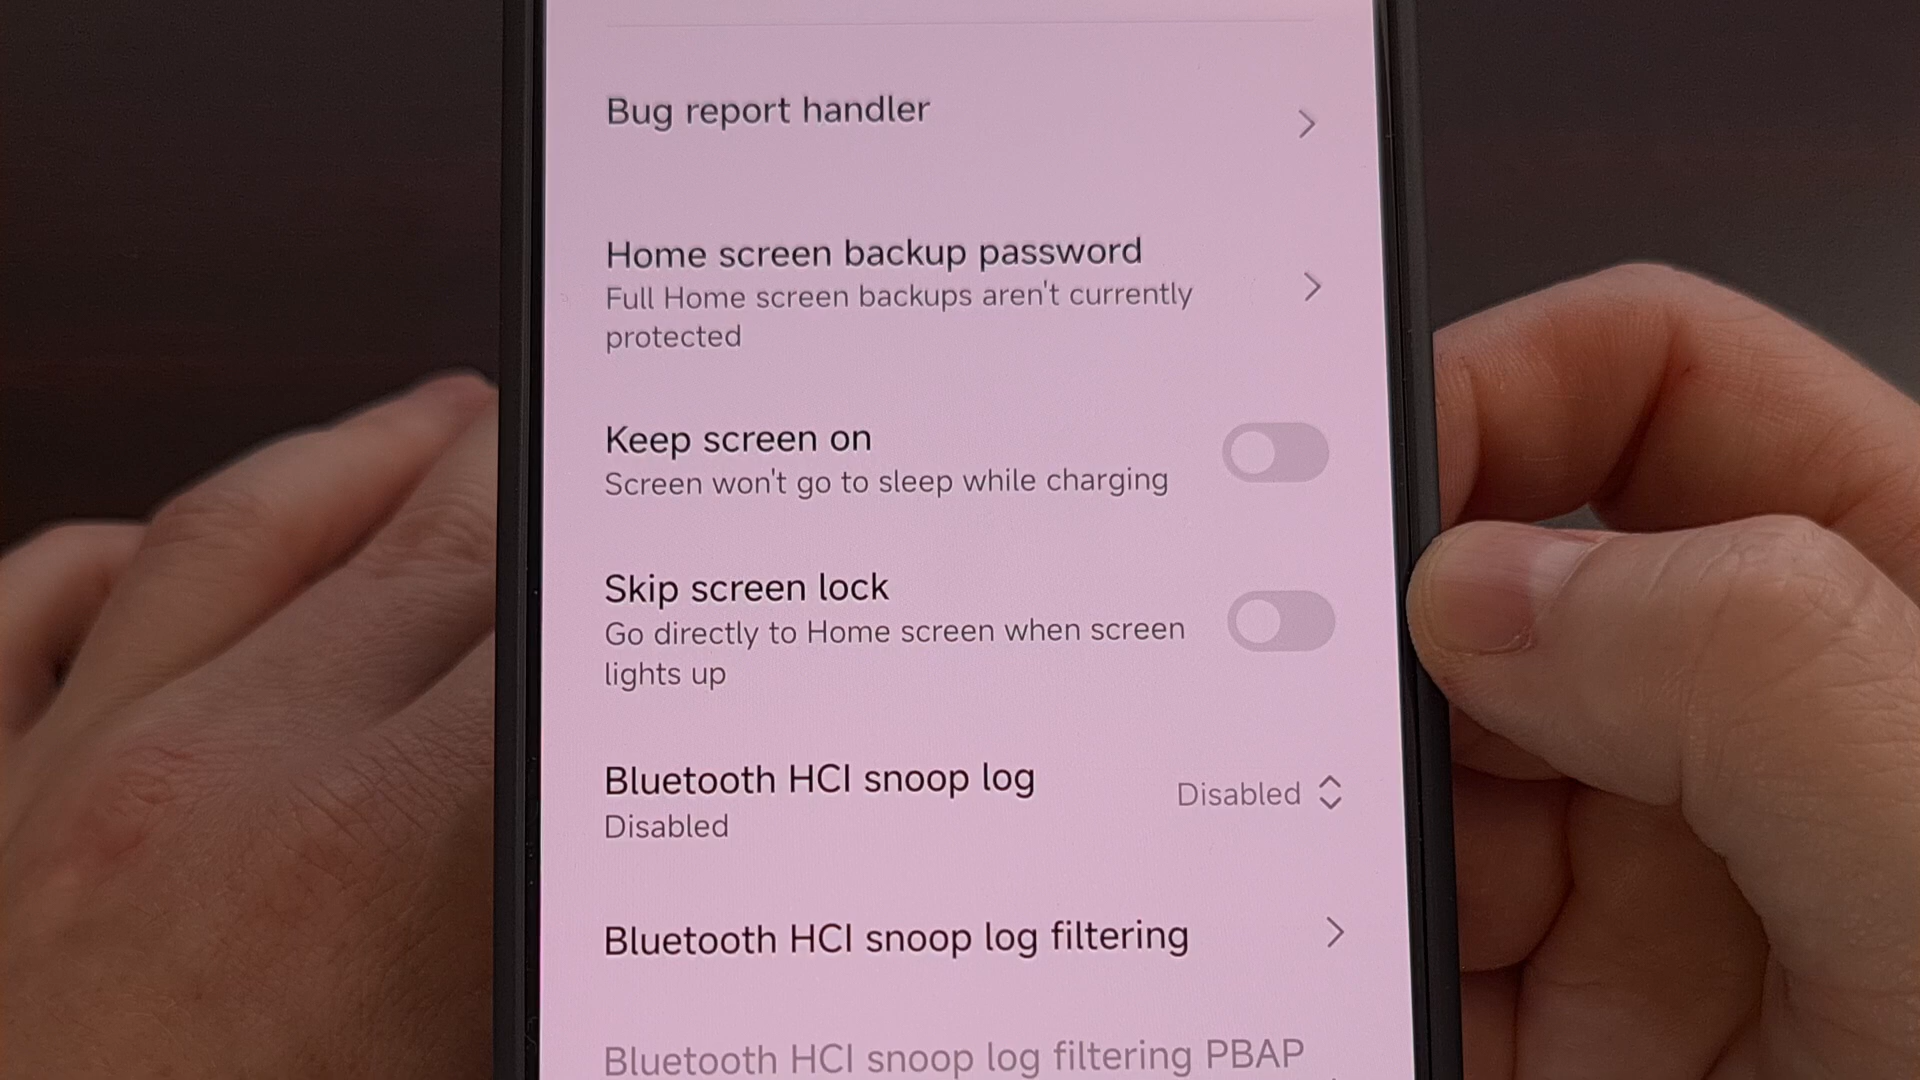 Bug report handler
Home screen backup password
Full Home screen backups aren't currently
protected
Keep screen on
Screen won't go to sleep while charging
Skip screen lock
Go directly to Home screen when screen
lights up
Bluetooth HCI snoop log
Disabled
Disabled
Bluetooth HCI snoop log filtering
Bluetooth HCI snoop log filtering PBAP